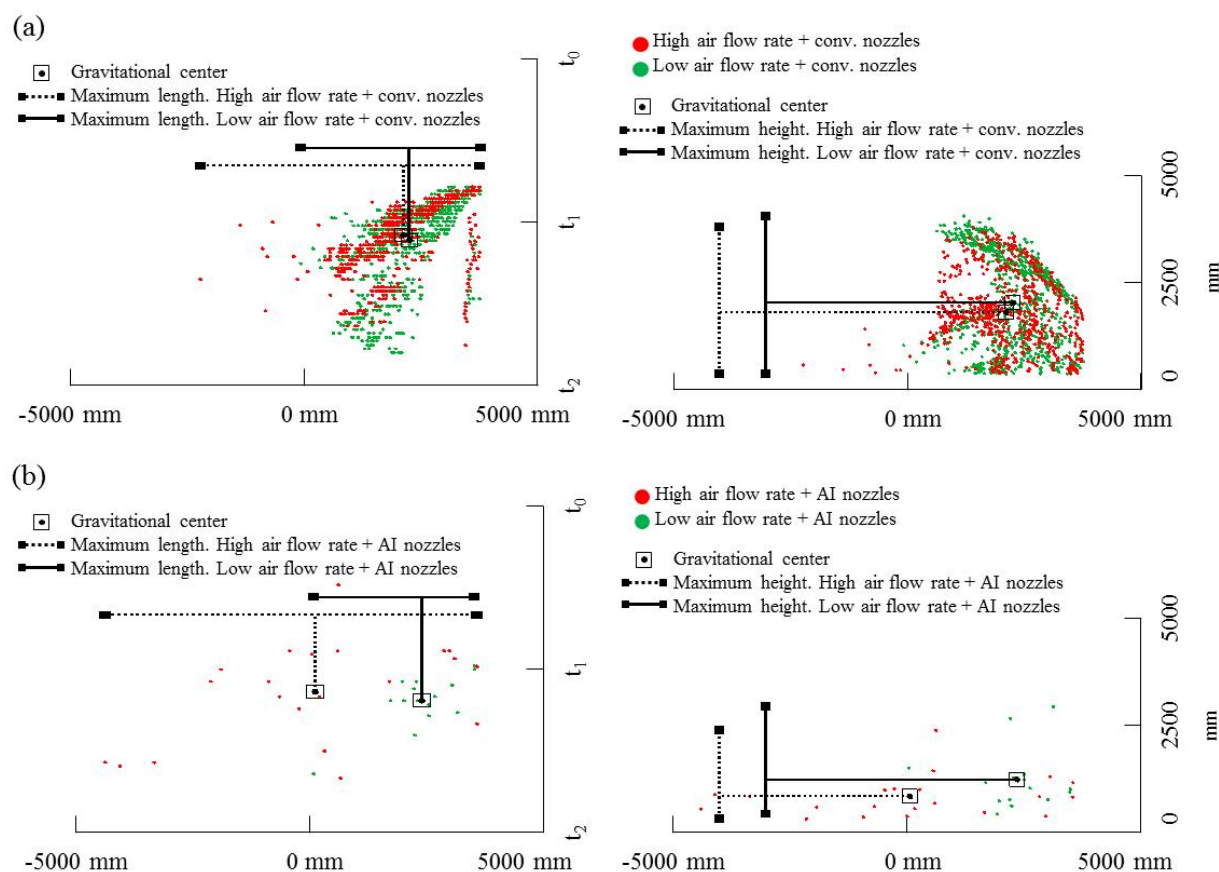 (a)
Gravitational center
Maximum length. High air flow rate + conv. nozzles
Maximum length. Low air flow rate + conv. nozzles
t0
t1
t2
-5000 mm
0 mm
5000 mm
High air flow rate + conv. nozzles
Low air flow rate + conv. nozzles
Gravitational center
Maximum height. High air flow rate + conv. nozzles
Maximum height. Low air flow rate + conv. nozzles
5000
2500
0
mm
-5000 mm
0 mm
5000 mm
(b)
Gravitational center
Maximum length. High air flow rate + AI nozzles
Maximum length. Low air flow rate + AI nozzles
t0
t1
t2
-5000 mm
0 mm
5000 mm
High air flow rate + AI nozzles
Low air flow rate + AI nozzles
Gravitational center
Maximum height. High air flow rate + AI nozzles
Maximum height. Low air flow rate + AI nozzles
5000
2500
0
mm
-5000 mm
0 mm
5000 mm